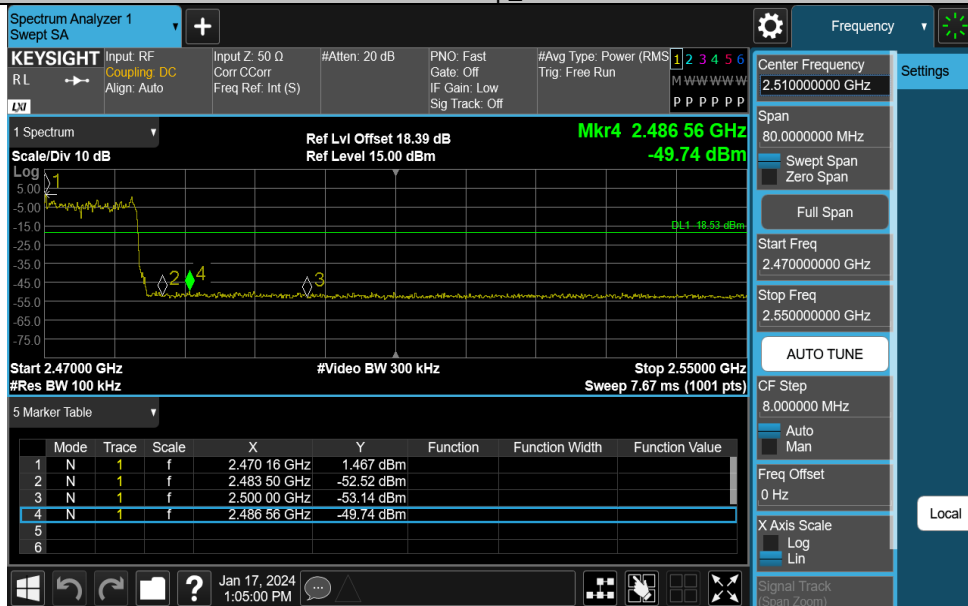 Spectrum Analyzer 1
Swept SA
Frequency
KEYSIGHT
RL
LXI
Input: RF
Coupling: DC
Align: Auto
Input Z: 50 Ω
Corr CCorr
Freq Ref: Int (S)
#Atten: 20 dB
PNO: Fast
Gate: Off
IF Gain: Low
Sig Track: Off
#Avg Type: Power (RMS
Trig: Free Run
1 2 3 4 5 6
M W W W W W
P P P P P P
1 Spectrum
Scale/Div 10 dB
Ref Lvl Offset 18.39 dB
Ref Level 15.00 dBm
Mkr4 2.486 56 GHz
-49.74 dBm
Log
5.00
-5.00
-15.0
-25.0
-35.0
-45.0
-55.0
-65.0
-75.0
1
2
4
3
DL1 -18.53 dBm
Start 2.47000 GHz
#Video BW 300 kHz
Stop 2.55000 GHz
#Res BW 100 kHz
Sweep 7.67 ms (1001 pts)
5 Marker Table
Mode Trace Scale X Y Function Function Width Function Value
1 N 1 f 2.470 16 GHz 1.467 dBm
2 N 1 f 2.483 50 GHz -52.52 dBm
3 N 1 f 2.500 00 GHz -53.14 dBm
4 N 1 f 2.486 56 GHz -49.74 dBm
5
6
?
Jan 17, 2024
1:05:00 PM
Center Frequency
2.510000000 GHz
Settings
Span
80.0000000 MHz
Swept Span
Zero Span
Full Span
Start Freq
2.470000000 GHz
Stop Freq
2.550000000 GHz
AUTO TUNE
CF Step
8.000000 MHz
Auto
Man
Freq Offset
0 Hz
Local
X Axis Scale
Log
Lin
Signal Track
(Span Zoom)